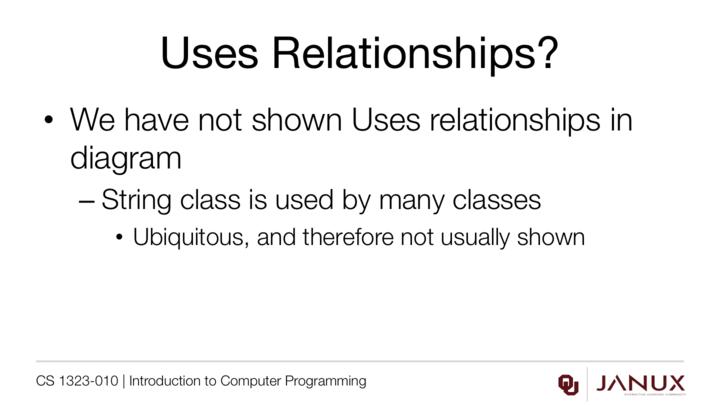 Uses Relationships?
• We have not shown Uses relationships in
diagram
– String class is used by many classes
• Ubiquitous, and therefore not usually shown
CS 1323-010 | Introduction to Computer Programming
OU JANUX